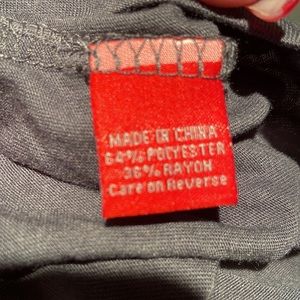 MADE IN CHINA
64% POLYESTER
36% RAYON
Care on Reverse